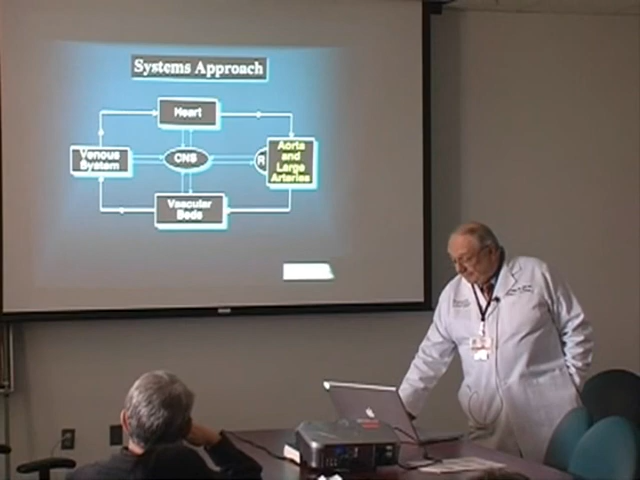 Systems Approach
Heart
Venous
System
CNS
R
Aorta
and
Large
Arteries
Vascular
Beds